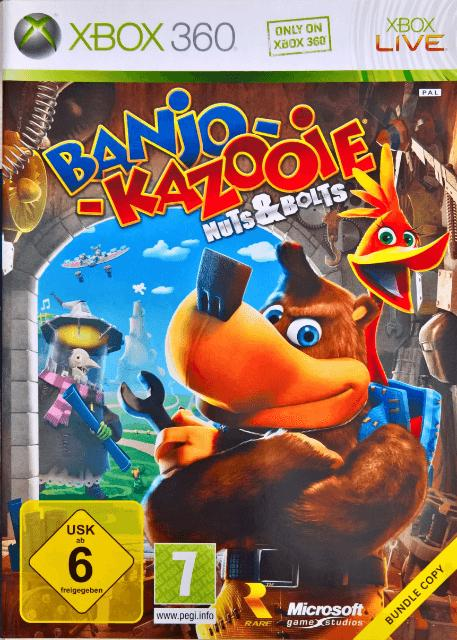 XBOX 360
ONLY ON
XBOX 360
XBOX
LIVE
PAL
BANJO-
-KAZOOIE
NUTS & BOLTS
USK
ab
6
freigegeben
7
www.pegi.info
RARE
Microsoft
game studios
BUNDLE COPY